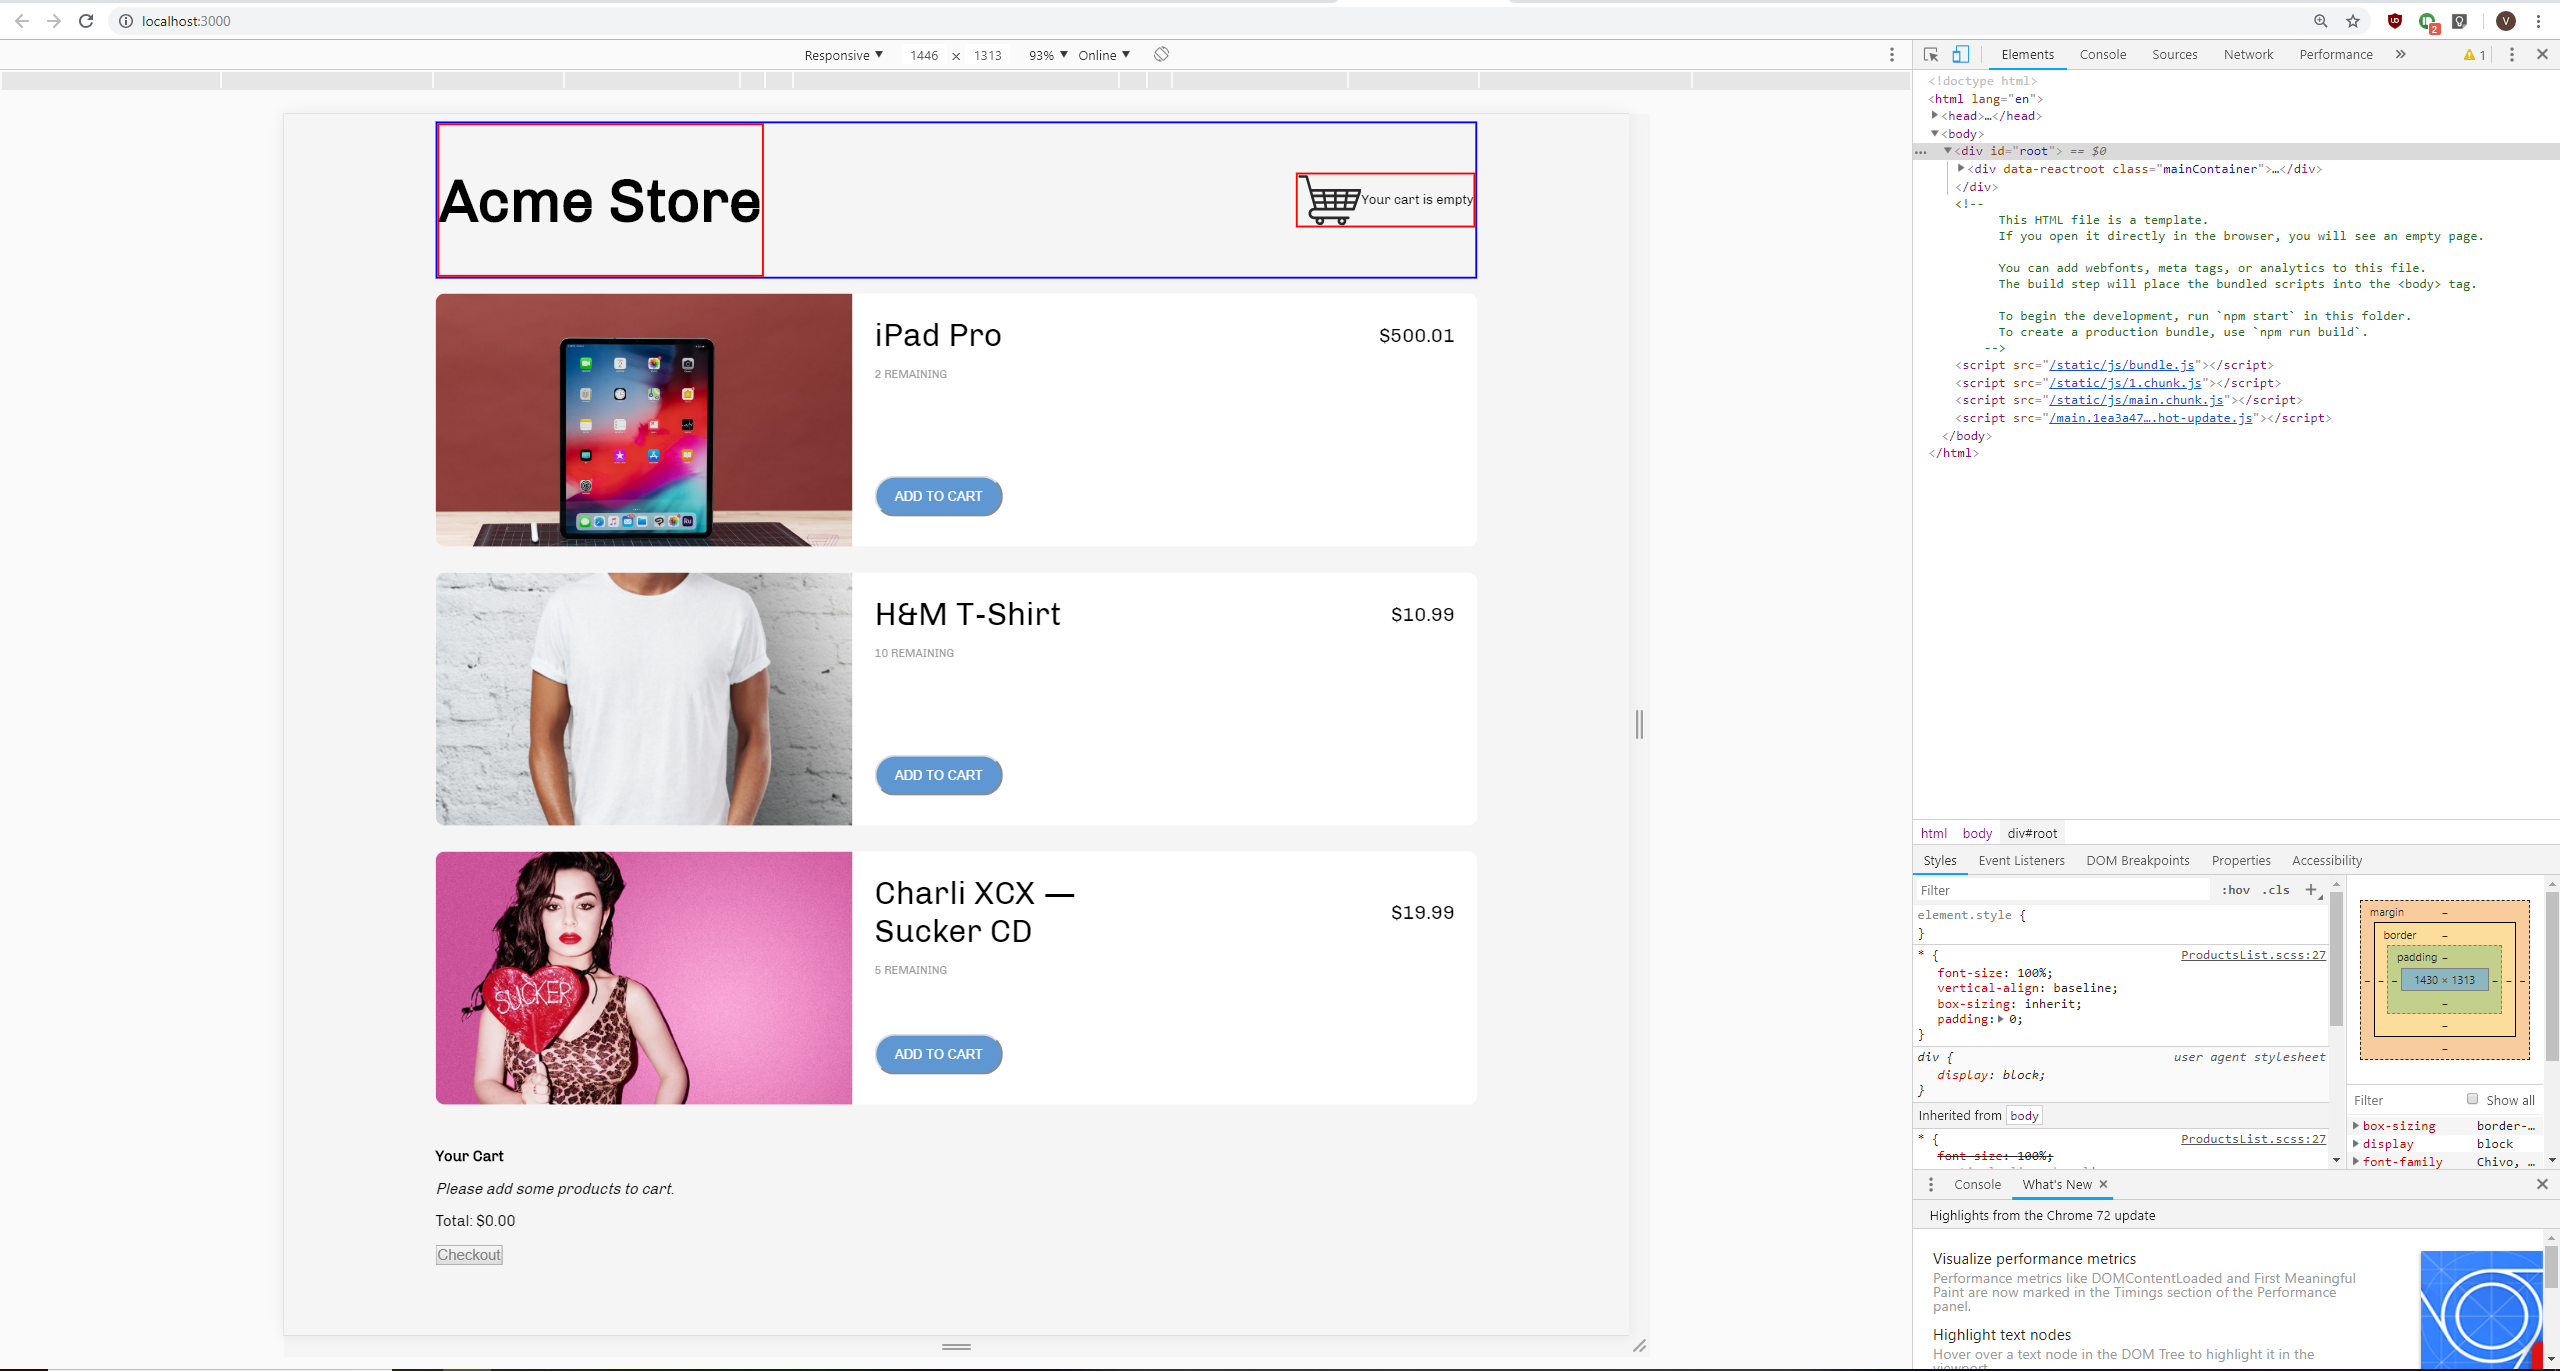 localhost:3000
2
V
Responsive ▼ 1446 × 1313 93% ▼ Online ▼
Elements Console Sources Network Performance » 1
<!doctype html>
<html lang="en">
<head>…</head>
<body>
… <div id="root"> == $0
<div data-reactroot class="mainContainer">…</div>
</div>
<!--
This HTML file is a template.
If you open it directly in the browser, you will see an empty page.
You can add webfonts, meta tags, or analytics to this file.
The build step will place the bundled scripts into the <body> tag.
To begin the development, run `npm start` in this folder.
To create a production bundle, use `npm run build`.
-->
<script src="/static/js/bundle.js"></script>
<script src="/static/js/1.chunk.js"></script>
<script src="/static/js/main.chunk.js"></script>
<script src="/main.1ea3a47….hot-update.js"></script>
</body>
</html>
Acme Store
Your cart is empty
iPad Pro
$500.01
2 REMAINING
ADD TO CART
H&M T-Shirt
$10.99
10 REMAINING
ADD TO CART
SUCKER
Charli XCX —
Sucker CD
$19.99
5 REMAINING
ADD TO CART
Your Cart
Please add some products to cart.
Total: $0.00
Checkout
html body div#root
Styles Event Listeners DOM Breakpoints Properties Accessibility
Filter :hov .cls +
element.style {
}
* { ProductsList.scss:27
font-size: 100%;
vertical-align: baseline;
box-sizing: inherit;
padding: 0;
}
div { user agent stylesheet
display: block;
}
Inherited from body
* { ProductsList.scss:27
font-size: 100%;
margin –
border –
padding –
– – – 1430 × 1313 – – –
–
–
–
Filter Show all
box-sizing border-…
display block
font-family Chivo, …
Console What's New ×
Highlights from the Chrome 72 update
Visualize performance metrics
Performance metrics like DOMContentLoaded and First Meaningful
Paint are now marked in the Timings section of the Performance
panel.
Highlight text nodes
Hover over a text node in the DOM Tree to highlight it in the
viewport